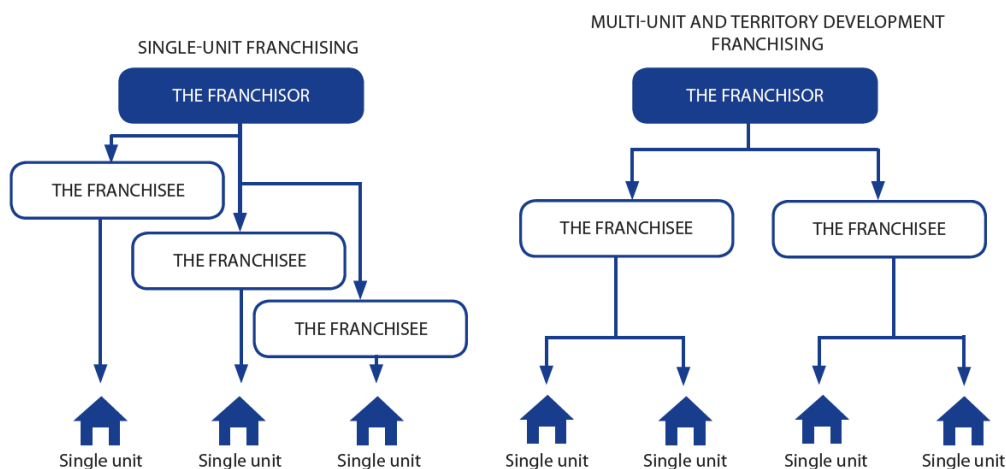 SINGLE-UNIT FRANCHISING
THE FRANCHISOR
THE FRANCHISEE
THE FRANCHISEE
THE FRANCHISEE
Single unit
Single unit
Single unit
MULTI-UNIT AND TERRITORY DEVELOPMENT
FRANCHISING
THE FRANCHISOR
THE FRANCHISEE
THE FRANCHISEE
Single unit
Single unit
Single unit
Single unit